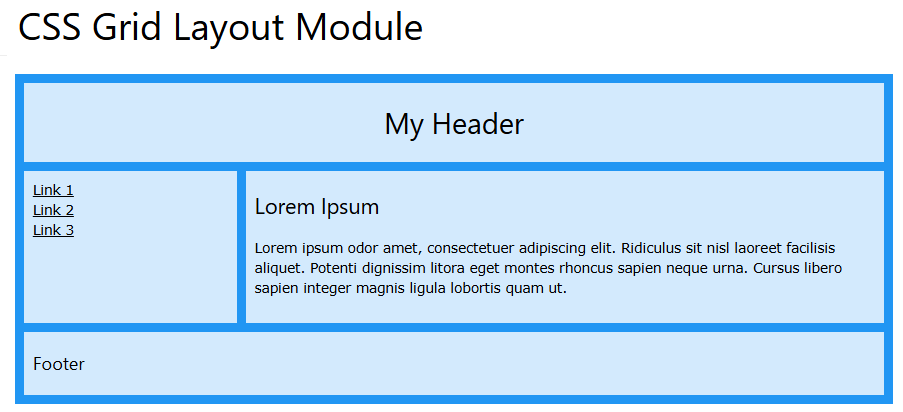 CSS Grid Layout Module
My Header
Link 1
Link 2
Link 3
Lorem Ipsum
Lorem ipsum odor amet, consectetuer adipiscing elit. Ridiculus sit nisl laoreet facilisis
aliquet. Potenti dignissim litora eget montes rhoncus sapien neque urna. Cursus libero
sapien integer magnis ligula lobortis quam ut.
Footer